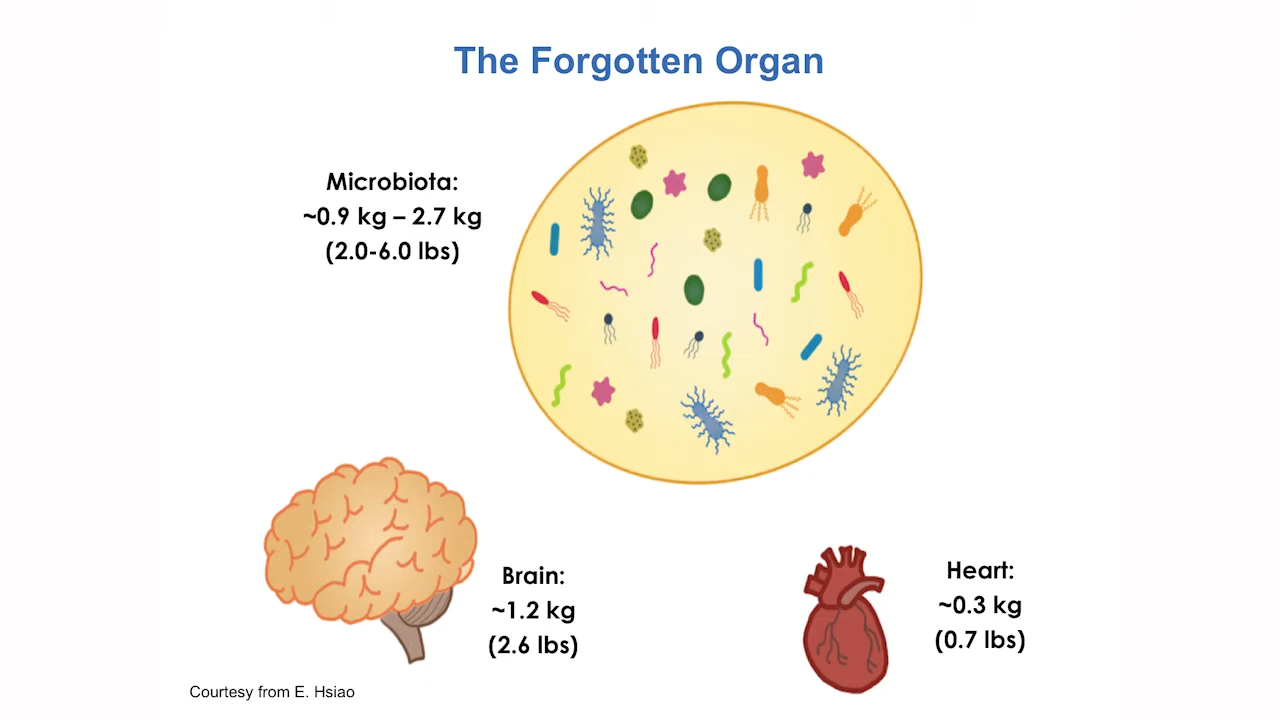 The Forgotten Organ
Microbiota:
~0.9 kg – 2.7 kg
(2.0-6.0 lbs)
Brain:
~1.2 kg
(2.6 lbs)
Heart:
~0.3 kg
(0.7 lbs)
Courtesy from E. Hsiao